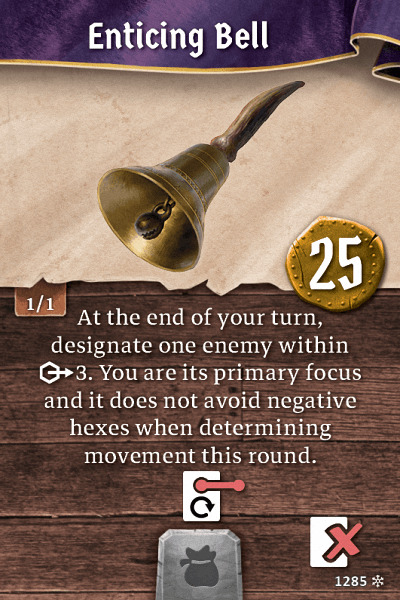 Enticing Bell
25
1/1
At the end of your turn,
designate one enemy within
3. You are its primary focus
and it does not avoid negative
hexes when determining
movement this round.
1285